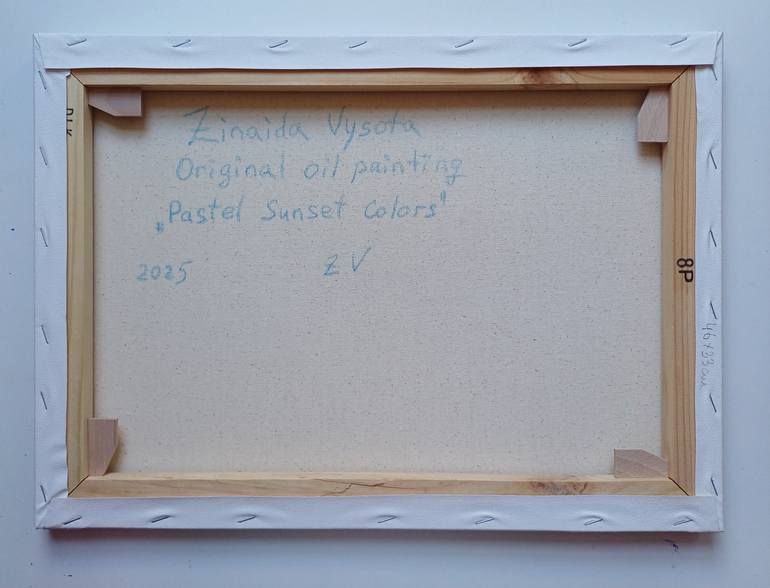 Zinaida Vysota
Original oil painting
„Pastel Sunset Colors"
2025 ZV
8P
46x33cm